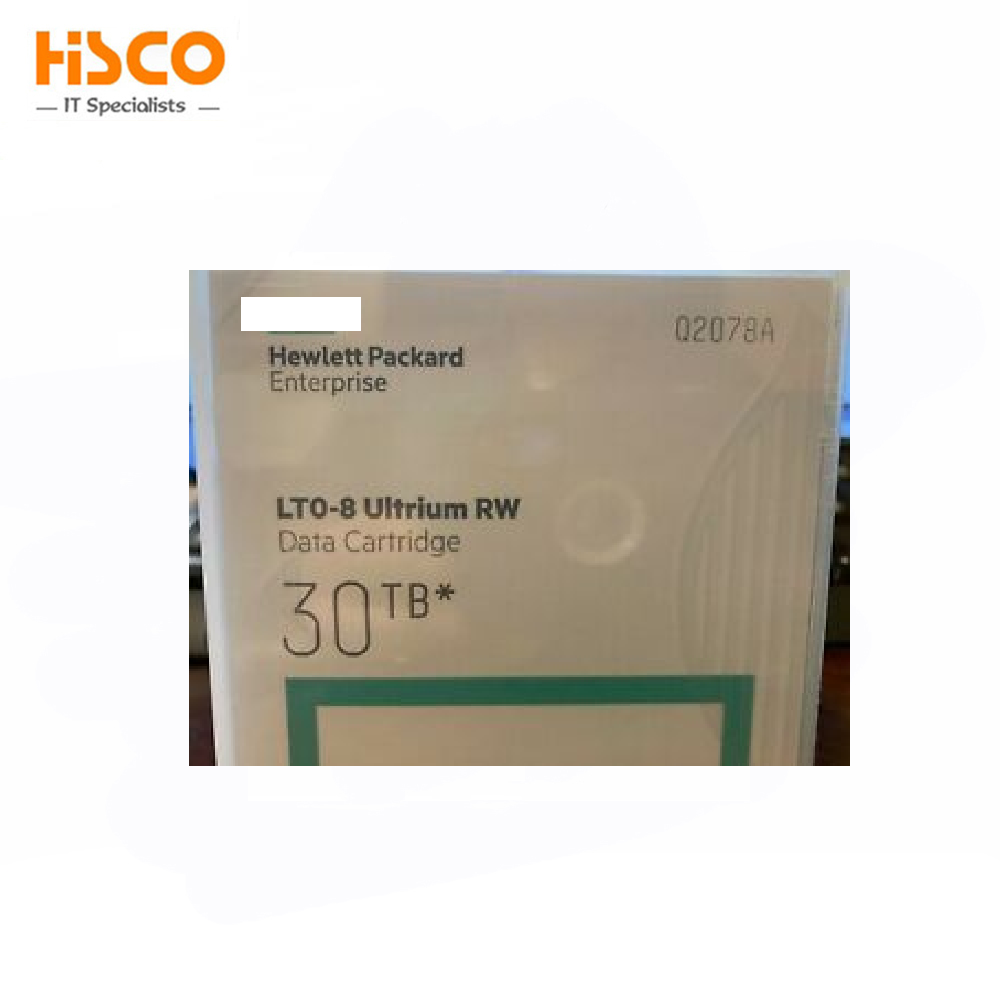 HiSCO
— IT Specialists —
Q2078A
Hewlett Packard
Enterprise
LTO-8 Ultrium RW
Data Cartridge
30TB*